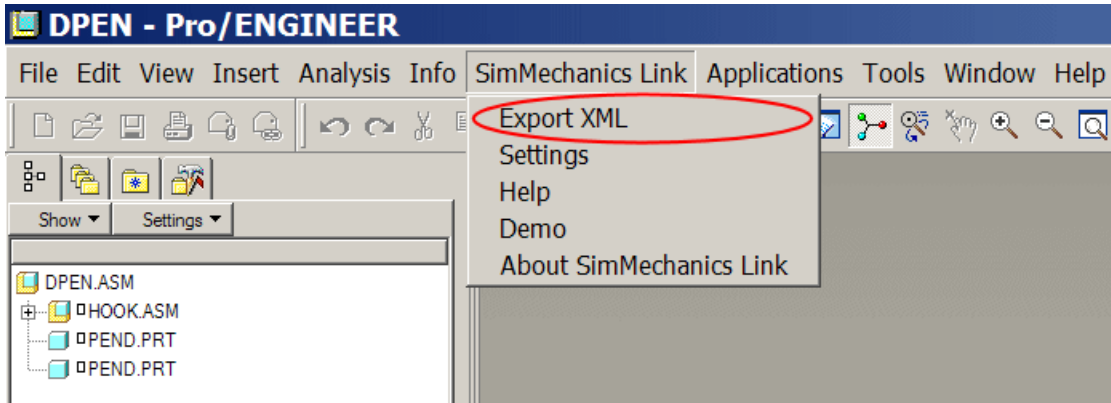 DPEN - Pro/ENGINEER
File Edit View Insert Analysis Info SimMechanics Link Applications Tools Window Help
Export XML
Settings
Help
Demo
About SimMechanics Link
Show Settings
DPEN.ASM
HOOK.ASM
PEND.PRT
PEND.PRT